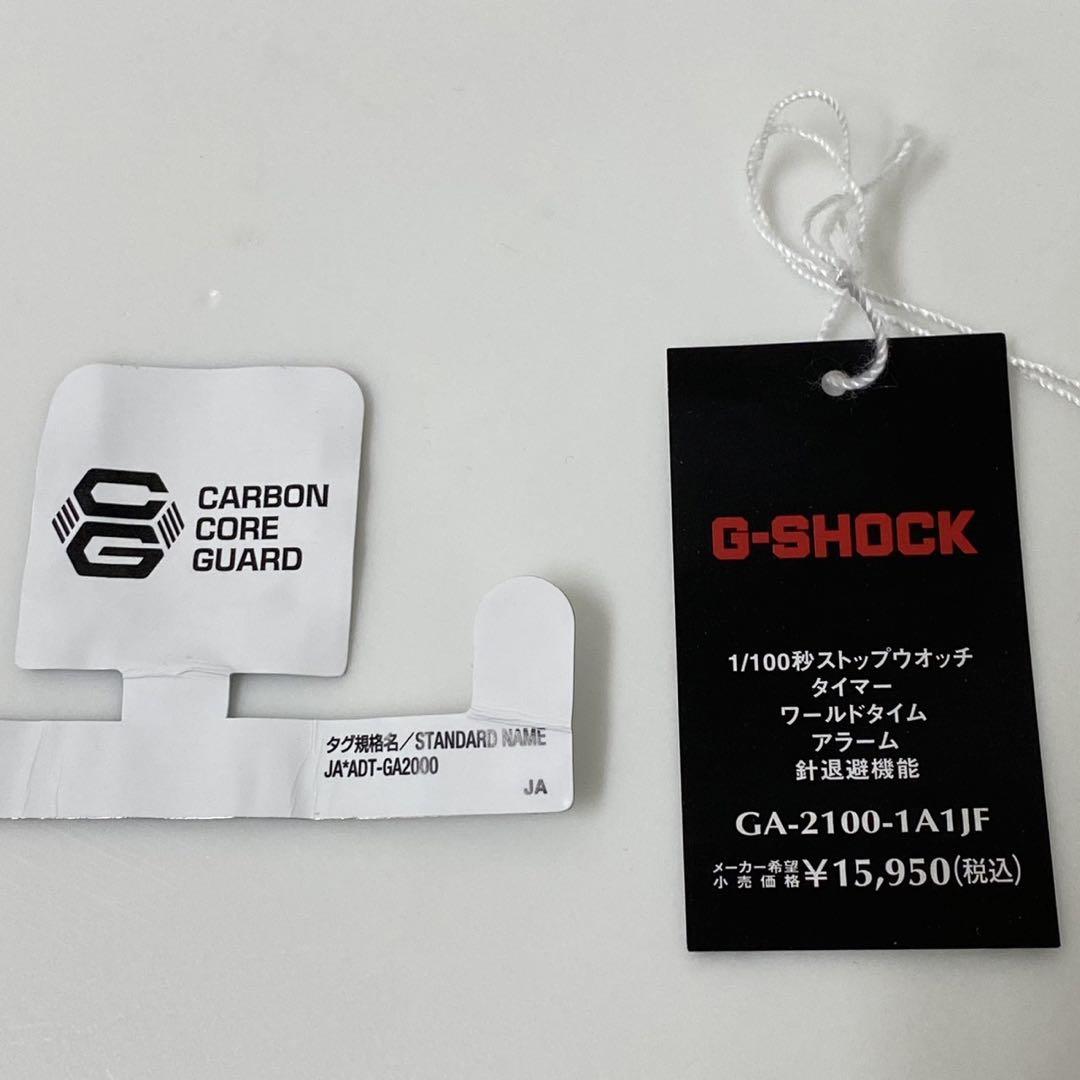 CG
CARBON
CORE
GUARD
タグ規格名/STANDARD NAME
JA*ADT-GA2000
JA
G-SHOCK
1/100秒ストップウオッチ
タイマー
ワールドタイム
アラーム
針退避機能
GA-2100-1A1JF
メーカー希望
小売価格 ¥15,950(税込)